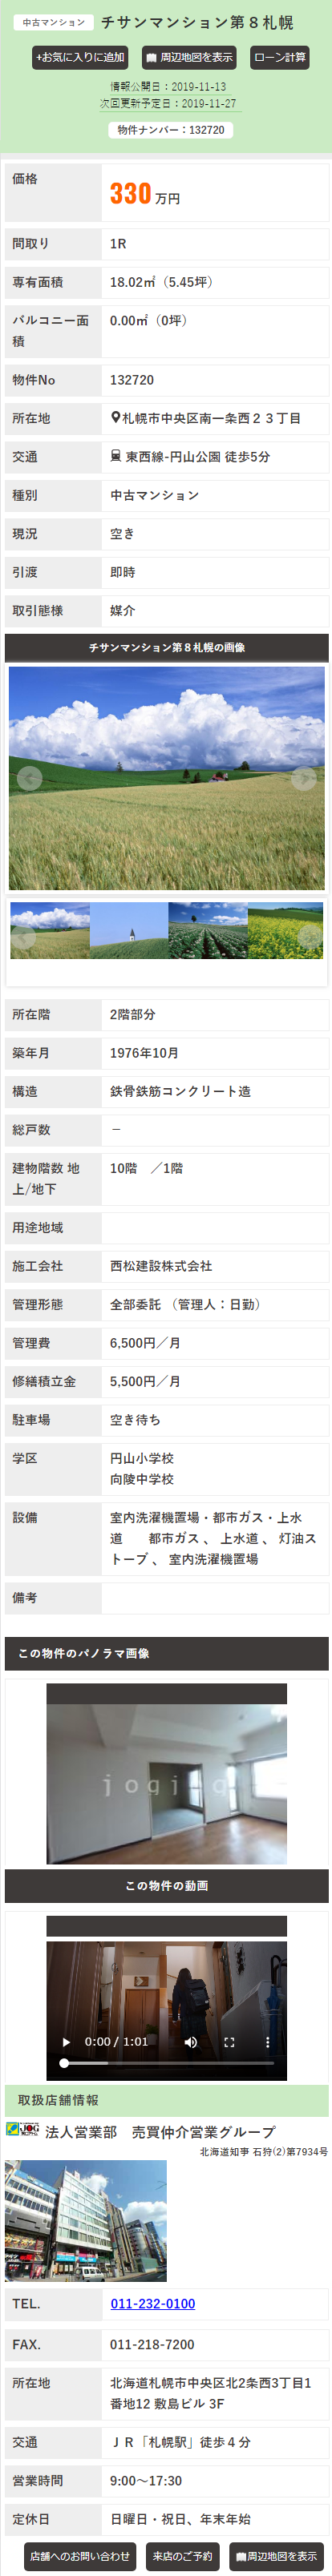 中古マンション チサンマンション第８札幌
+お気に入りに追加 周辺地図を表示 ローン計算
情報公開日：2019-11-13
次回更新予定日：2019-11-27
物件ナンバー：132720
価格 330 万円
間取り 1R
専有面積 18.02㎡（5.45坪）
バルコニー面 0.00㎡（0坪）
積
物件No 132720
所在地 札幌市中央区南一条西２３丁目
交通 東西線-円山公園 徒歩5分
種別 中古マンション
現況 空き
引渡 即時
取引態様 媒介
チサンマンション第８札幌の画像
所在階 2階部分
築年月 1976年10月
構造 鉄骨鉄筋コンクリート造
総戸数 －
建物階数 地 10階　／1階
上/地下
用途地域
施工会社 西松建設株式会社
管理形態 全部委託 （管理人：日勤）
管理費 6,500円／月
修繕積立金 5,500円／月
駐車場 空き待ち
学区 円山小学校
向陵中学校
設備 室内洗濯機置場・都市ガス・上水
道　　都市ガス 、 上水道 、 灯油ス
トーブ 、 室内洗濯機置場
備考
この物件のパノラマ画像
jogjog
この物件の動画
0:00 / 1:01
取扱店舗情報
JOG 法人営業部　売買仲介営業グループ
北海道知事 石狩(2)第7934号
TEL. 011-232-0100
FAX. 011-218-7200
所在地 北海道札幌市中央区北2条西3丁目1
番地12 敷島ビル 3F
交通 ＪＲ「札幌駅」徒歩４分
営業時間 9:00～17:30
定休日 日曜日・祝日、年末年始
店舗へのお問い合わせ 来店のご予約 周辺地図を表示